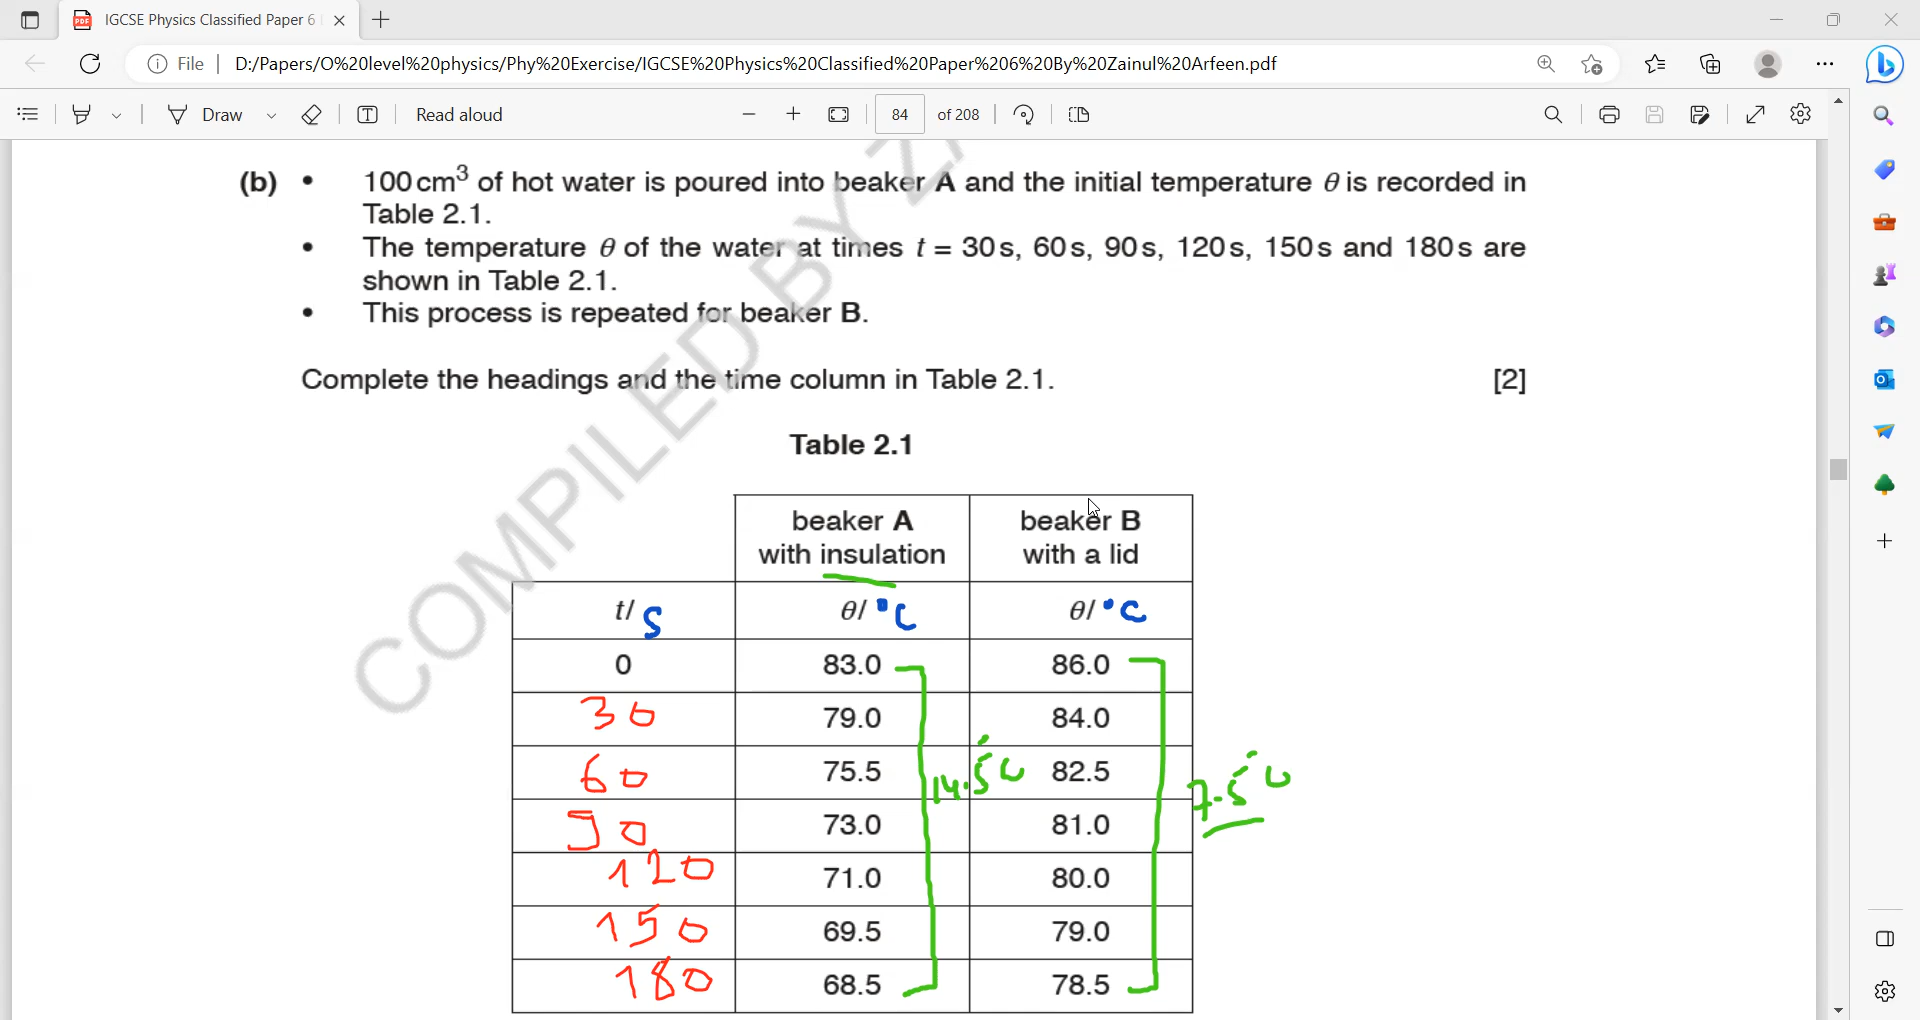 IGCSE Physics Classified Paper 6
File
D:/Papers/O%20level%20physics/Phy%20Exercise/IGCSE%20Physics%20Classified%20Paper%206%20By%20Zainul%20Arfeen.pdf
Draw
Read aloud
84 of 208
(b) • 100 cm³ of hot water is poured into beaker A and the initial temperature θ is recorded in
Table 2.1.
• The temperature θ of the water at times t = 30 s, 60 s, 90 s, 120 s, 150 s and 180 s are
shown in Table 2.1.
• This process is repeated for beaker B.
Complete the headings and the time column in Table 2.1. [2]
Table 2.1
beaker A beaker B
with insulation with a lid
t/ s θ/ °C θ/ °C
0 83.0 86.0
30 79.0 84.0
60 75.5 82.5
90 73.0 81.0
120 71.0 80.0
150 69.5 79.0
180 68.5 78.5
14.5°C
7.5°C
COMPILED BY ZA